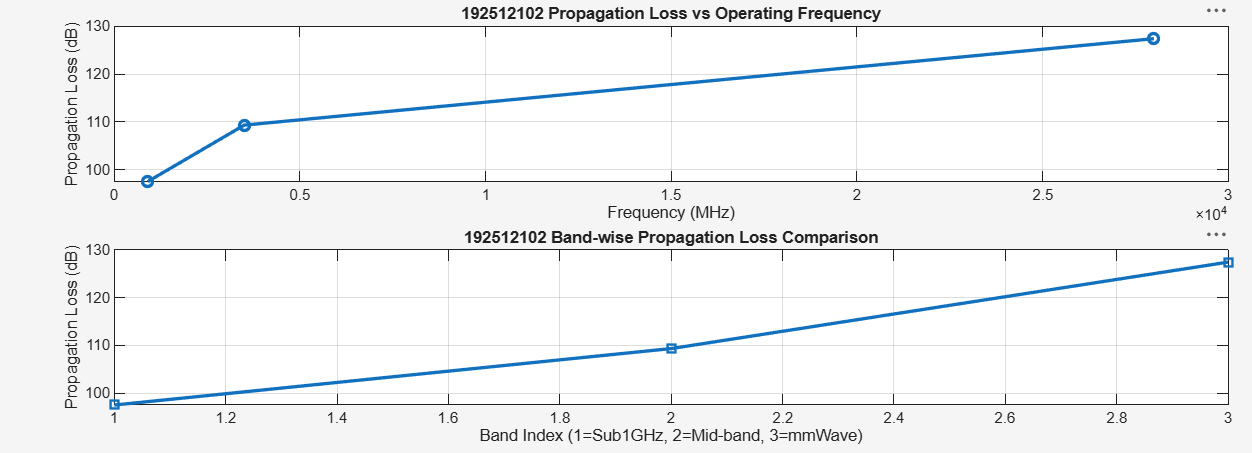 192512102 Propagation Loss vs Operating Frequency
Propagation Loss (dB)
130
120
110
100
0 0.5 1 1.5 2 2.5 3
×10⁴
Frequency (MHz)
192512102 Band-wise Propagation Loss Comparison
Propagation Loss (dB)
130
120
110
100
1 1.2 1.4 1.6 1.8 2 2.2 2.4 2.6 2.8 3
Band Index (1=Sub1GHz, 2=Mid-band, 3=mmWave)